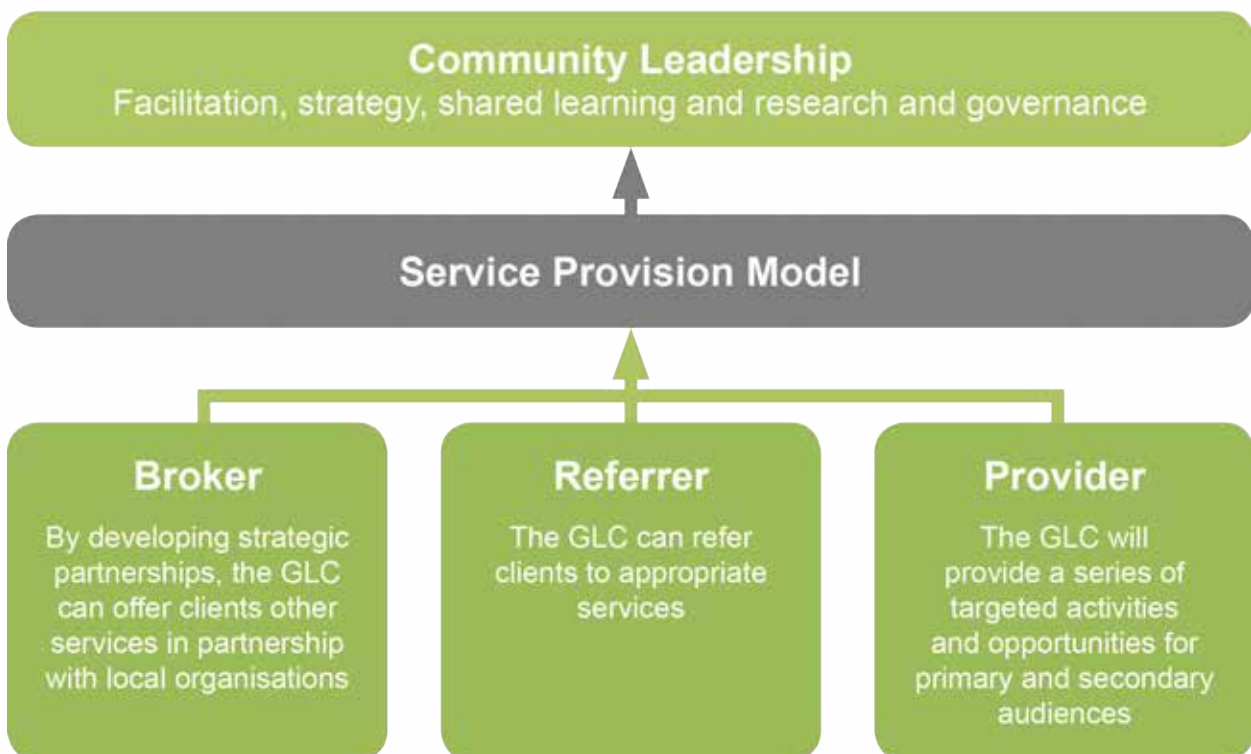 Community Leadership
Facilitation, strategy, shared learning and research and governance
Service Provision Model
Broker
By developing strategic
partnerships, the GLC
can offer clients other
services in partnership
with local organisations
Referrer
The GLC can refer
clients to appropriate
services
Provider
The GLC will
provide a series of
targeted activities
and opportunities for
primary and secondary
audiences